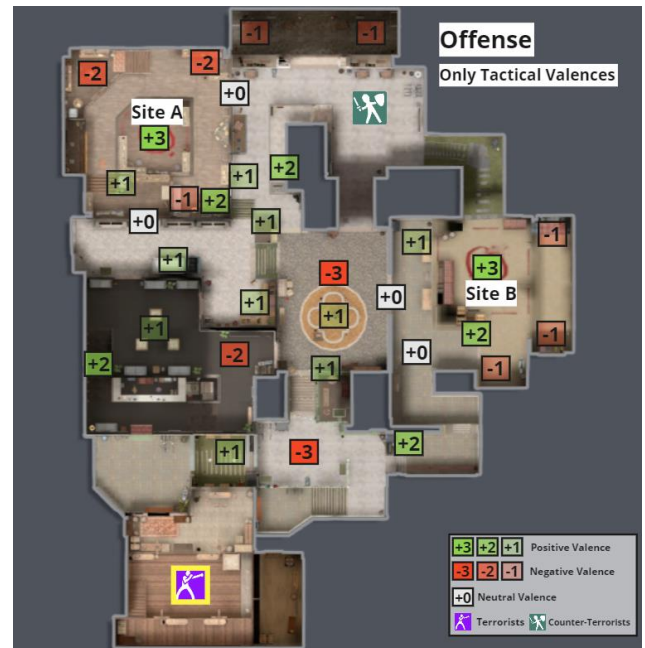 -1 -1
Offense
-2 -2
Only Tactical Valences
+0
Site A
+3
+2
+1 +1
-1 +2
+0 +1
-1
+1
+1
-3 +3
Site B
+1 +0
+1
+1 +2 -1
-2 +0
+2 +1 -1
+1 -3 +2
+3 +2 +1 Positive Valence
-3 -2 -1 Negative Valence
+0 Neutral Valence
Terrorists Counter-Terrorists